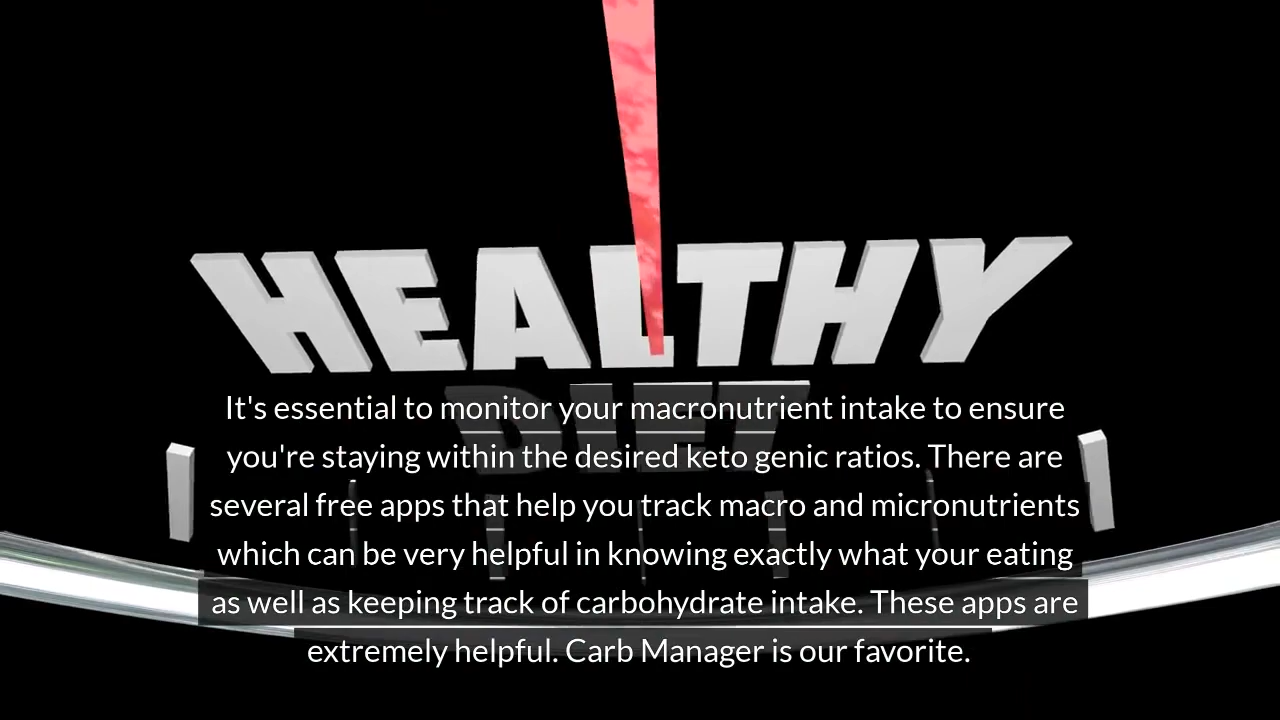 HEALTHY
DIET
It's essential to monitor your macronutrient intake to ensure
you're staying within the desired keto genic ratios. There are
several free apps that help you track macro and micronutrients
which can be very helpful in knowing exactly what your eating
as well as keeping track of carbohydrate intake. These apps are
extremely helpful. Carb Manager is our favorite.